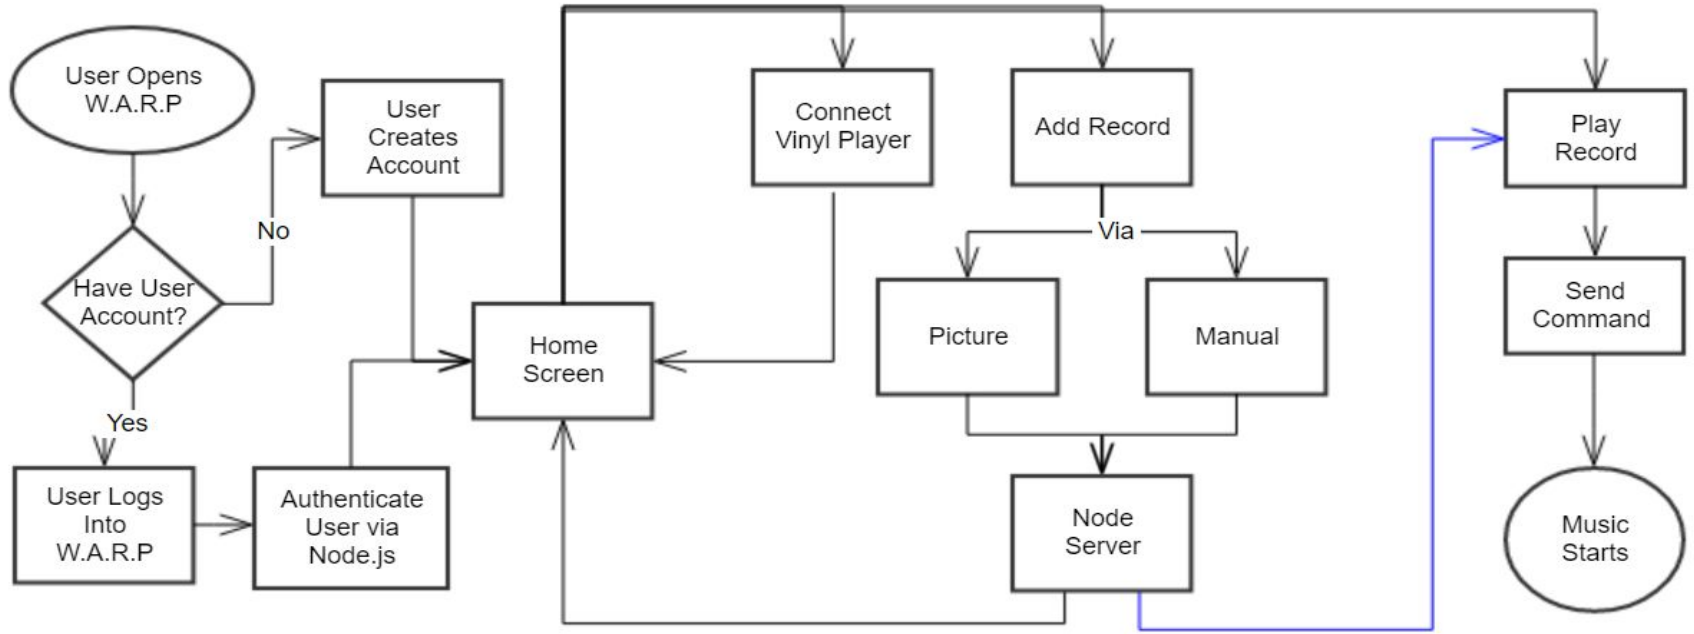 User Opens
W.A.R.P
Have User
Account?
No
Yes
User
Creates
Account
User Logs
Into
W.A.R.P
Authenticate
User via
Node.js
Home
Screen
Connect
Vinyl Player
Add Record
Via
Picture
Manual
Node
Server
Play
Record
Send
Command
Music
Starts